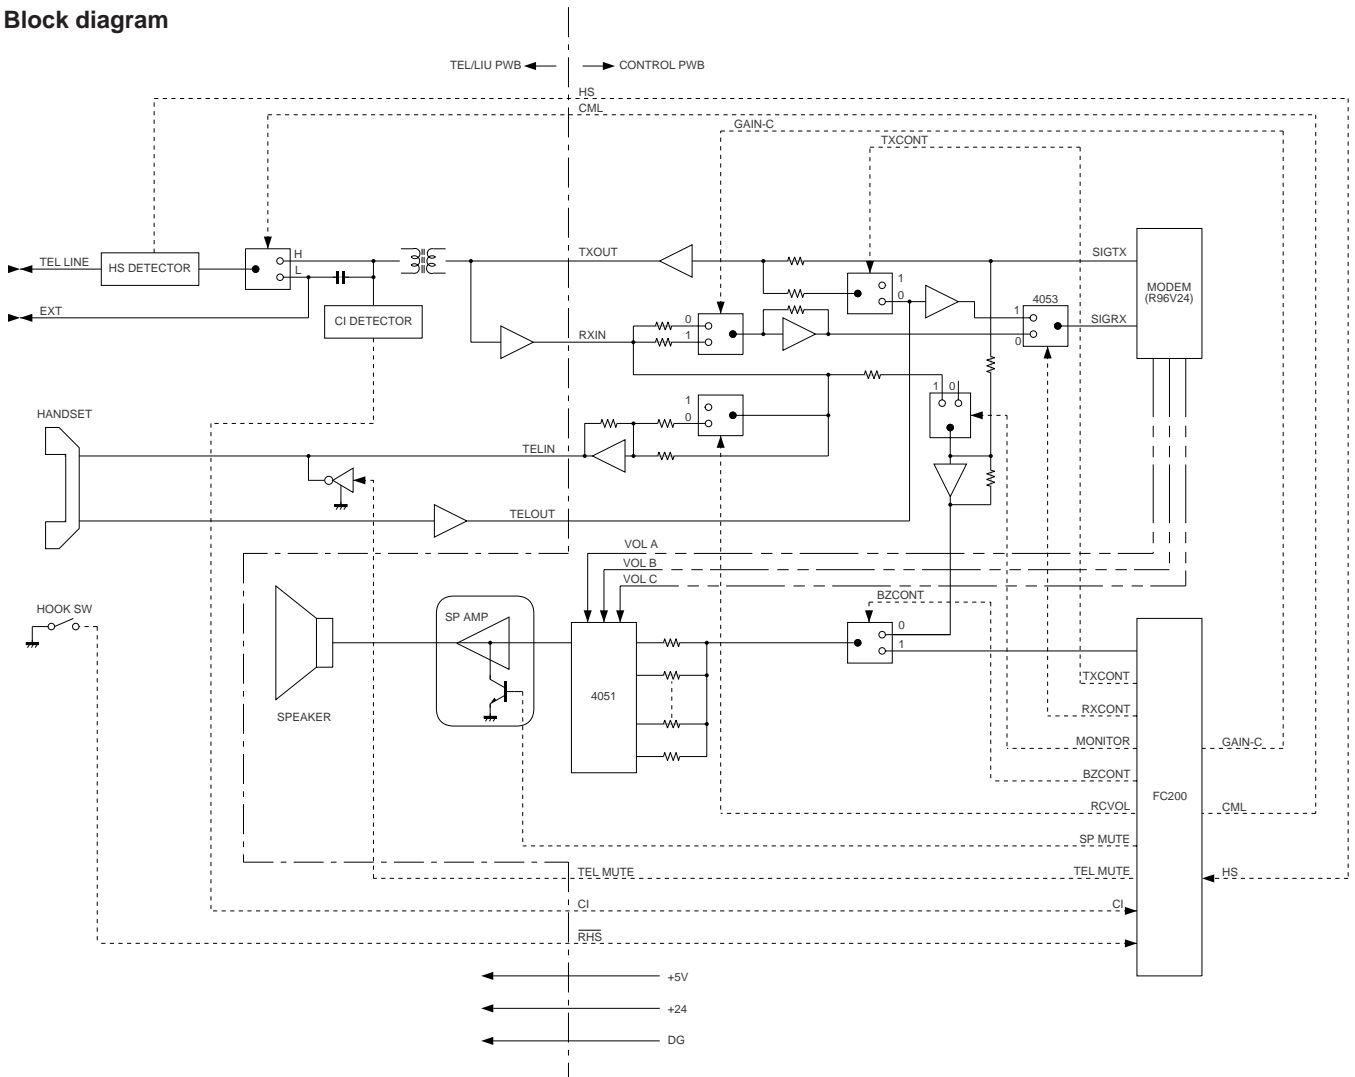 Block diagram
TEL/LIU PWB
CONTROL PWB
HS
CML
GAIN-C
TXCONT
TEL LINE
HS DETECTOR
H
L
TXOUT
1
0
SIGTX
MODEM
(R96V24)
EXT
CI DETECTOR
RXIN
0
1
4053
1
0
SIGRX
HANDSET
1
0
1 0
TELIN
TELOUT
VOL A
VOL B
VOL C
HOOK SW
SP AMP
BZCONT
0
1
4051
SPEAKER
TXCONT
RXCONT
MONITOR
GAIN-C
BZCONT
FC200
RCVOL
CML
SP MUTE
TEL MUTE
TEL MUTE
HS
CI
CI
RHS
+5V
+24
DG